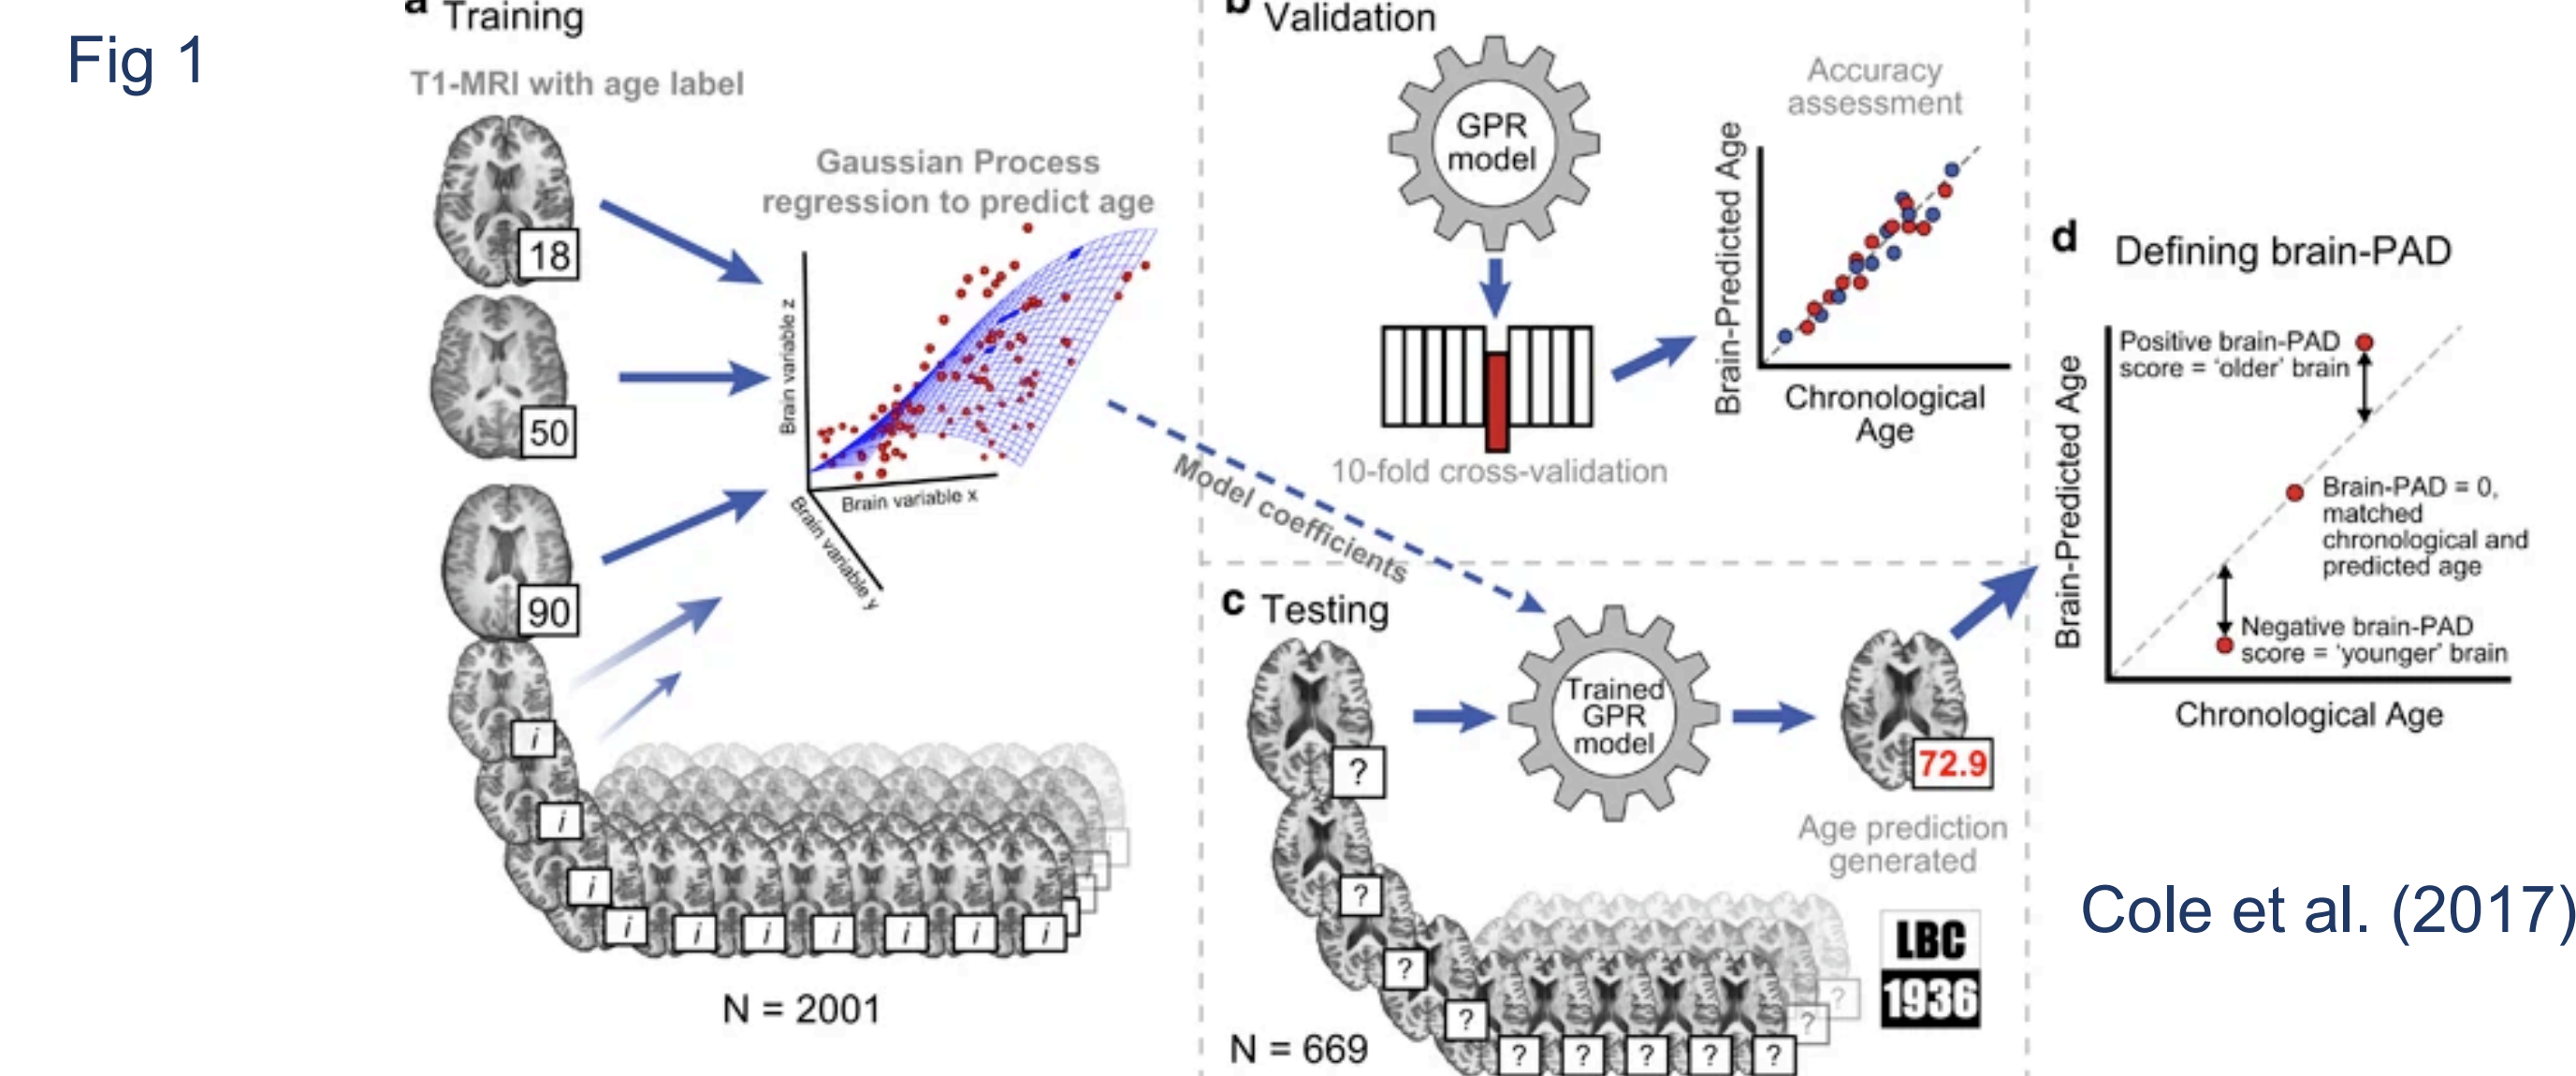 Fig 1
a Training
T1-MRI with age label
18
50
90
i
i
i
i
i
i
i
i
i
i
N = 2001
Gaussian Process
regression to predict age
Brain variable z
Brain variable x
Brain variable y
Model coefficients
b Validation
GPR
model
10-fold cross-validation
Accuracy
assessment
Brain-Predicted Age
Chronological
Age
c Testing
?
?
?
?
?
?
?
?
?
?
?
N = 669
Trained
GPR
model
72.9
Age prediction
generated
LBC
1936
d Defining brain-PAD
Positive brain-PAD
score = ‘older’ brain
Brain-PAD = 0,
matched
chronological and
predicted age
Negative brain-PAD
score = ‘younger’ brain
Brain-Predicted Age
Chronological Age
Cole et al. (2017)